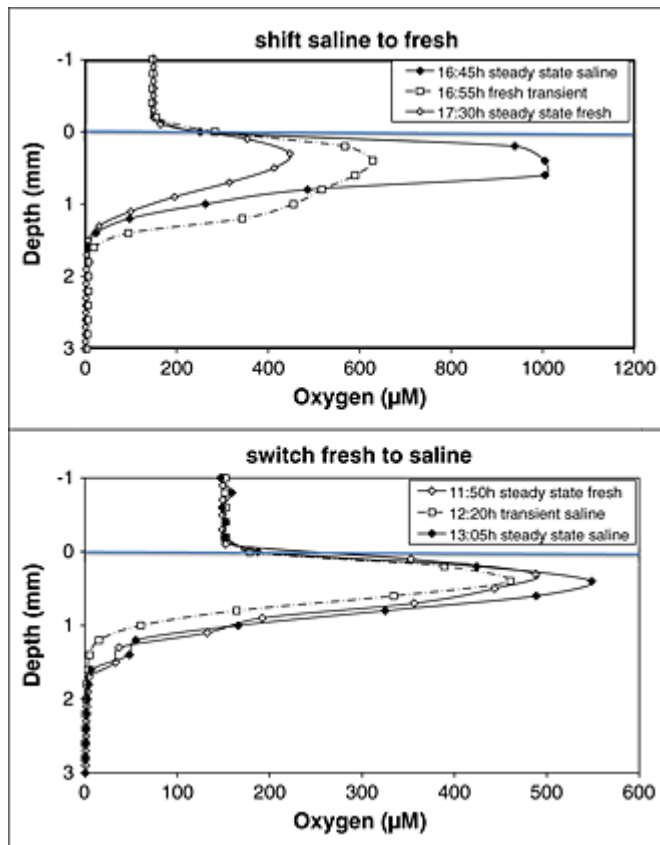 shift saline to fresh
16:45h steady state saline
16:55h fresh transient
17:30h steady state fresh
-1
0
1
2
3
Depth (mm)
0 200 400 600 800 1000 1200
Oxygen (µM)
switch fresh to saline
11:50h steady state fresh
12:20h transient saline
13:05h steady state saline
-1
0
1
2
3
Depth (mm)
0 100 200 300 400 500 600
Oxygen (µM)